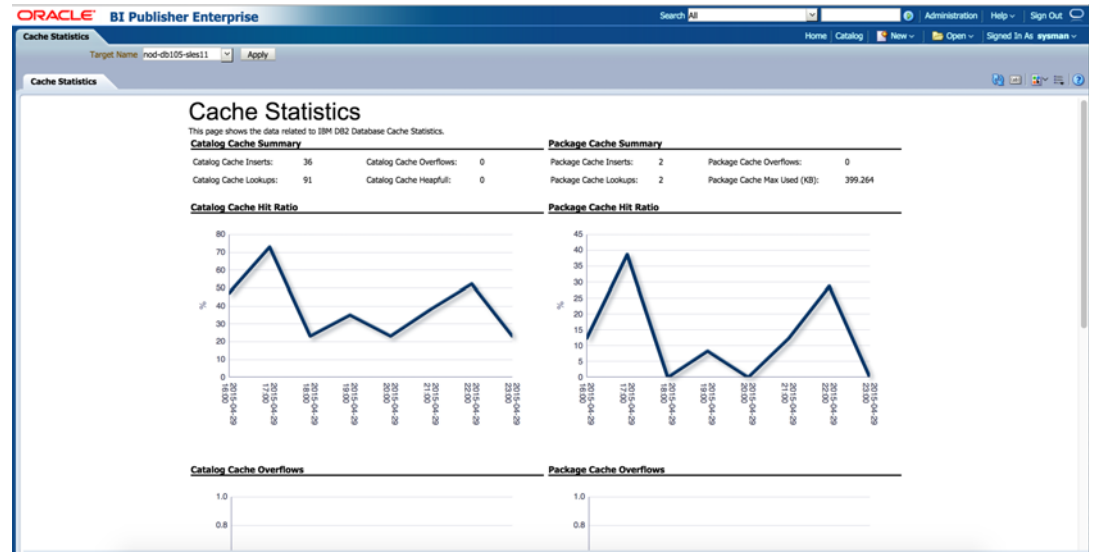 ORACLE BI Publisher Enterprise Search All Administration Help Sign Out
Cache Statistics Home Catalog New Open Signed In As sysman
Target Name nod-db105-sles11 Apply
Cache Statistics
Cache Statistics
This page shows the data related to IBM DB2 Database Cache Statistics.
Catalog Cache Summary
Catalog Cache Inserts: 36 Catalog Cache Overflows: 0
Catalog Cache Lookups: 91 Catalog Cache Heapfull: 0
Package Cache Summary
Package Cache Inserts: 2 Package Cache Overflows: 0
Package Cache Lookups: 2 Package Cache Max Used (KB): 399.264
Catalog Cache Hit Ratio
80
70
60
50
40
30
20
10
0
%
2015-04-29 16:00
2015-04-29 17:00
2015-04-29 18:00
2015-04-29 19:00
2015-04-29 20:00
2015-04-29 21:00
2015-04-29 22:00
2015-04-29 23:00
Package Cache Hit Ratio
45
40
35
30
25
20
15
10
5
0
%
2015-04-29 16:00
2015-04-29 17:00
2015-04-29 18:00
2015-04-29 19:00
2015-04-29 20:00
2015-04-29 21:00
2015-04-29 22:00
2015-04-29 23:00
Catalog Cache Overflows
1.0
0.8
Package Cache Overflows
1.0
0.8